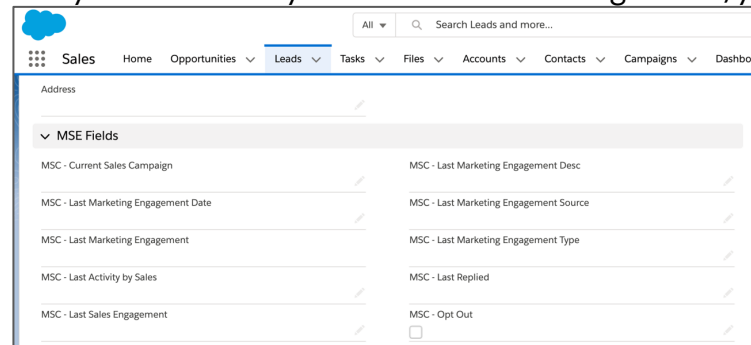 All Search Leads and more...
Sales Home Opportunities Leads Tasks Files Accounts Contacts Campaigns Dashbo
Address
MSE Fields
MSC - Current Sales Campaign
MSC - Last Marketing Engagement Desc
MSC - Last Marketing Engagement Date
MSC - Last Marketing Engagement Source
MSC - Last Marketing Engagement
MSC - Last Marketing Engagement Type
MSC - Last Activity by Sales
MSC - Last Replied
MSC - Last Sales Engagement
MSC - Opt Out